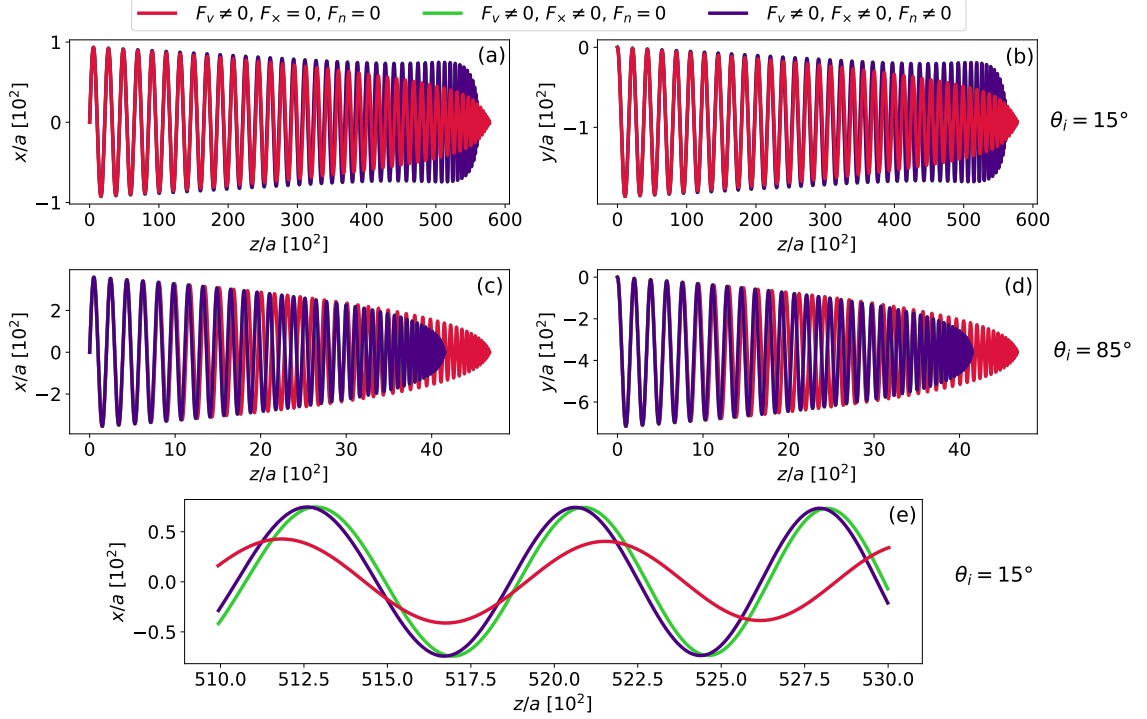 F_v ≠ 0, F_× = 0, F_n = 0 F_v ≠ 0, F_× ≠ 0, F_n = 0 F_v ≠ 0, F_× ≠ 0, F_n ≠ 0
(a)
x/a [10²]
1
0
−1
0 100 200 300 400 500 600
z/a [10²]
(b)
y/a [10²]
0
−1
0 100 200 300 400 500 600
z/a [10²]
θ_i = 15°
(c)
x/a [10²]
2
0
−2
0 10 20 30 40
z/a [10²]
(d)
y/a [10²]
0
−2
−4
−6
0 10 20 30 40
z/a [10²]
θ_i = 85°
(e)
x/a [10²]
0.5
0.0
−0.5
510.0 512.5 515.0 517.5 520.0 522.5 525.0 527.5 530.0
z/a [10²]
θ_i = 15°